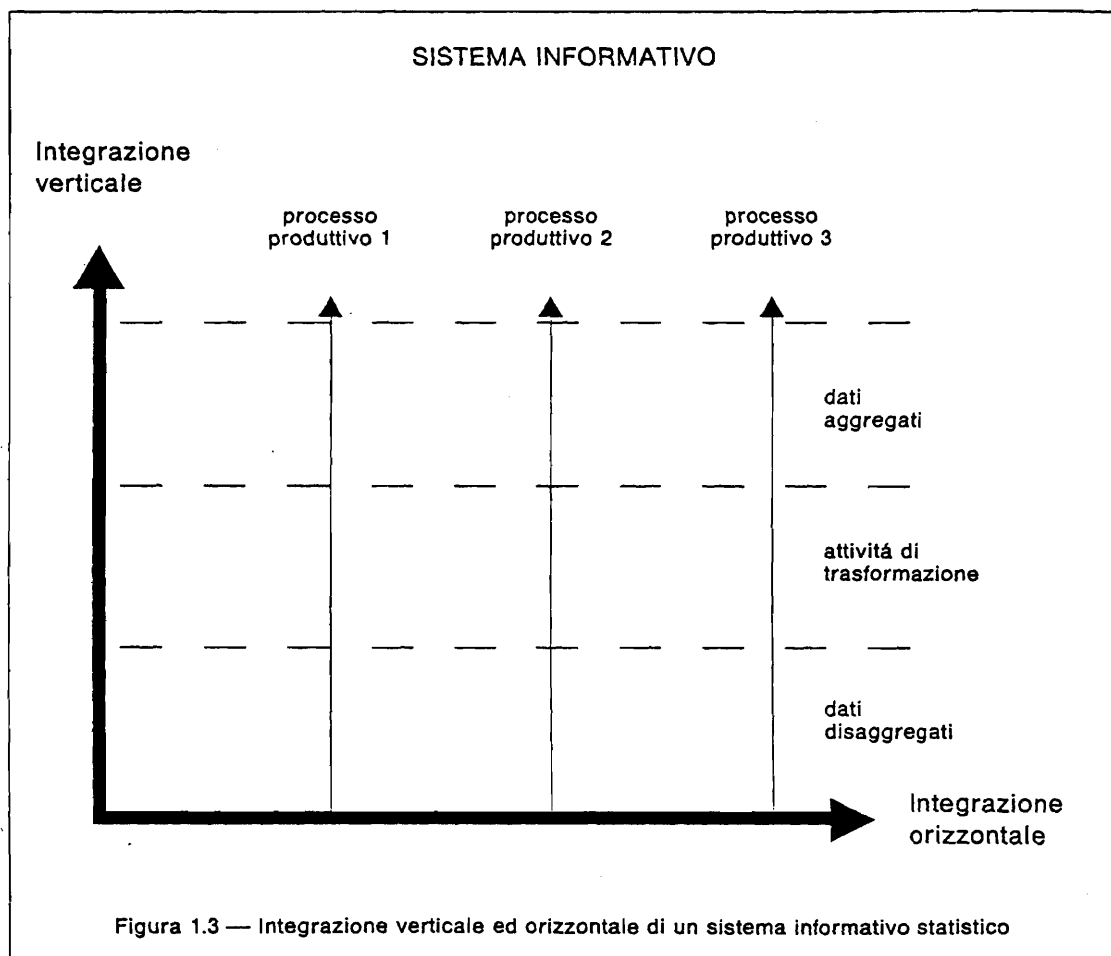 SISTEMA INFORMATIVO
Integrazione
verticale
processo
produttivo 1
processo
produttivo 2
processo
produttivo 3
dati
aggregati
attivitá di
trasformazione
dati
disaggregati
Integrazione
orizzontale
Figura 1.3 — Integrazione verticale ed orizzontale di un sistema informativo statistico